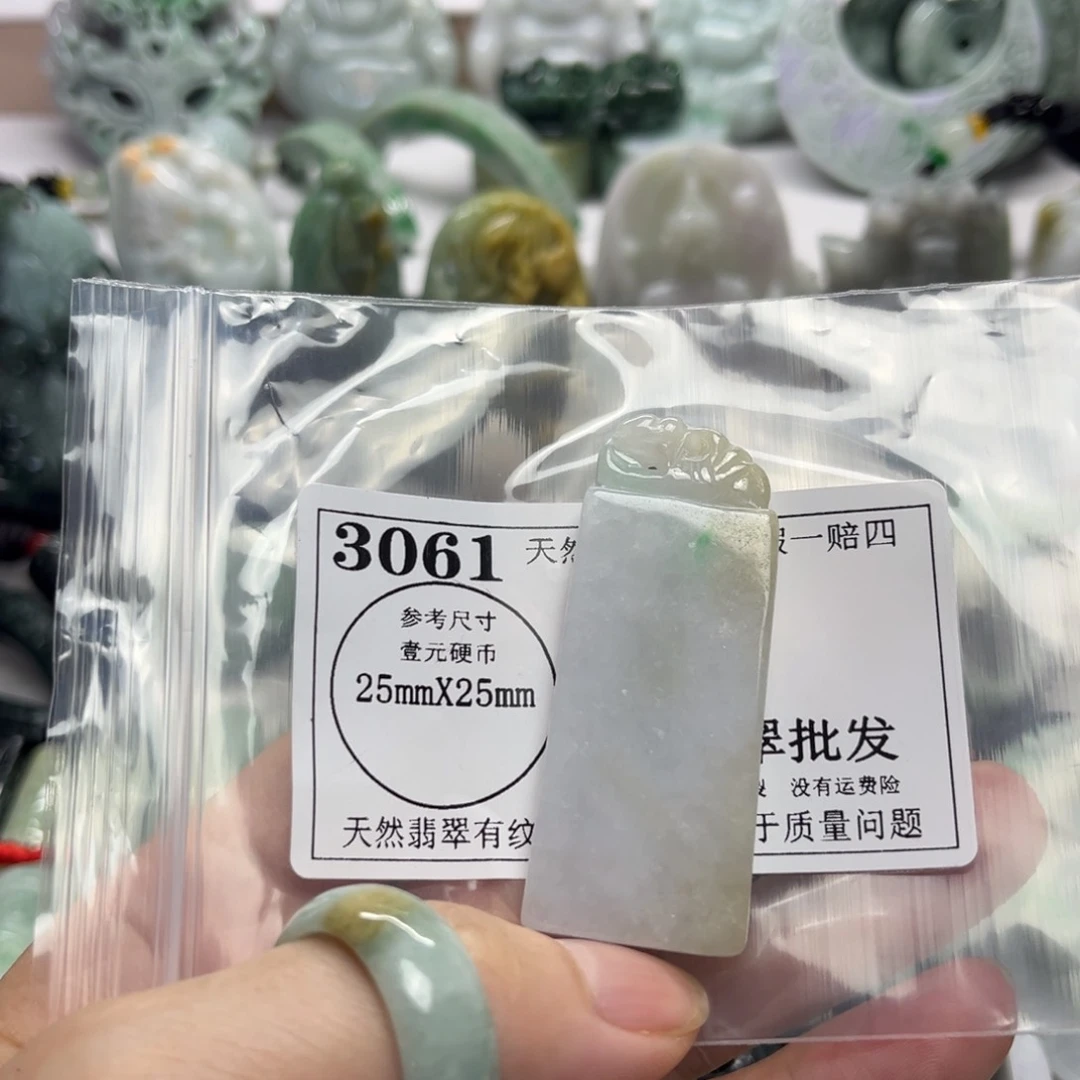 3061 天然 一赔四
参考尺寸
壹元硬币
25mmX25mm
翠批发
没有运费险
天然翡翠有纹 于质量问题